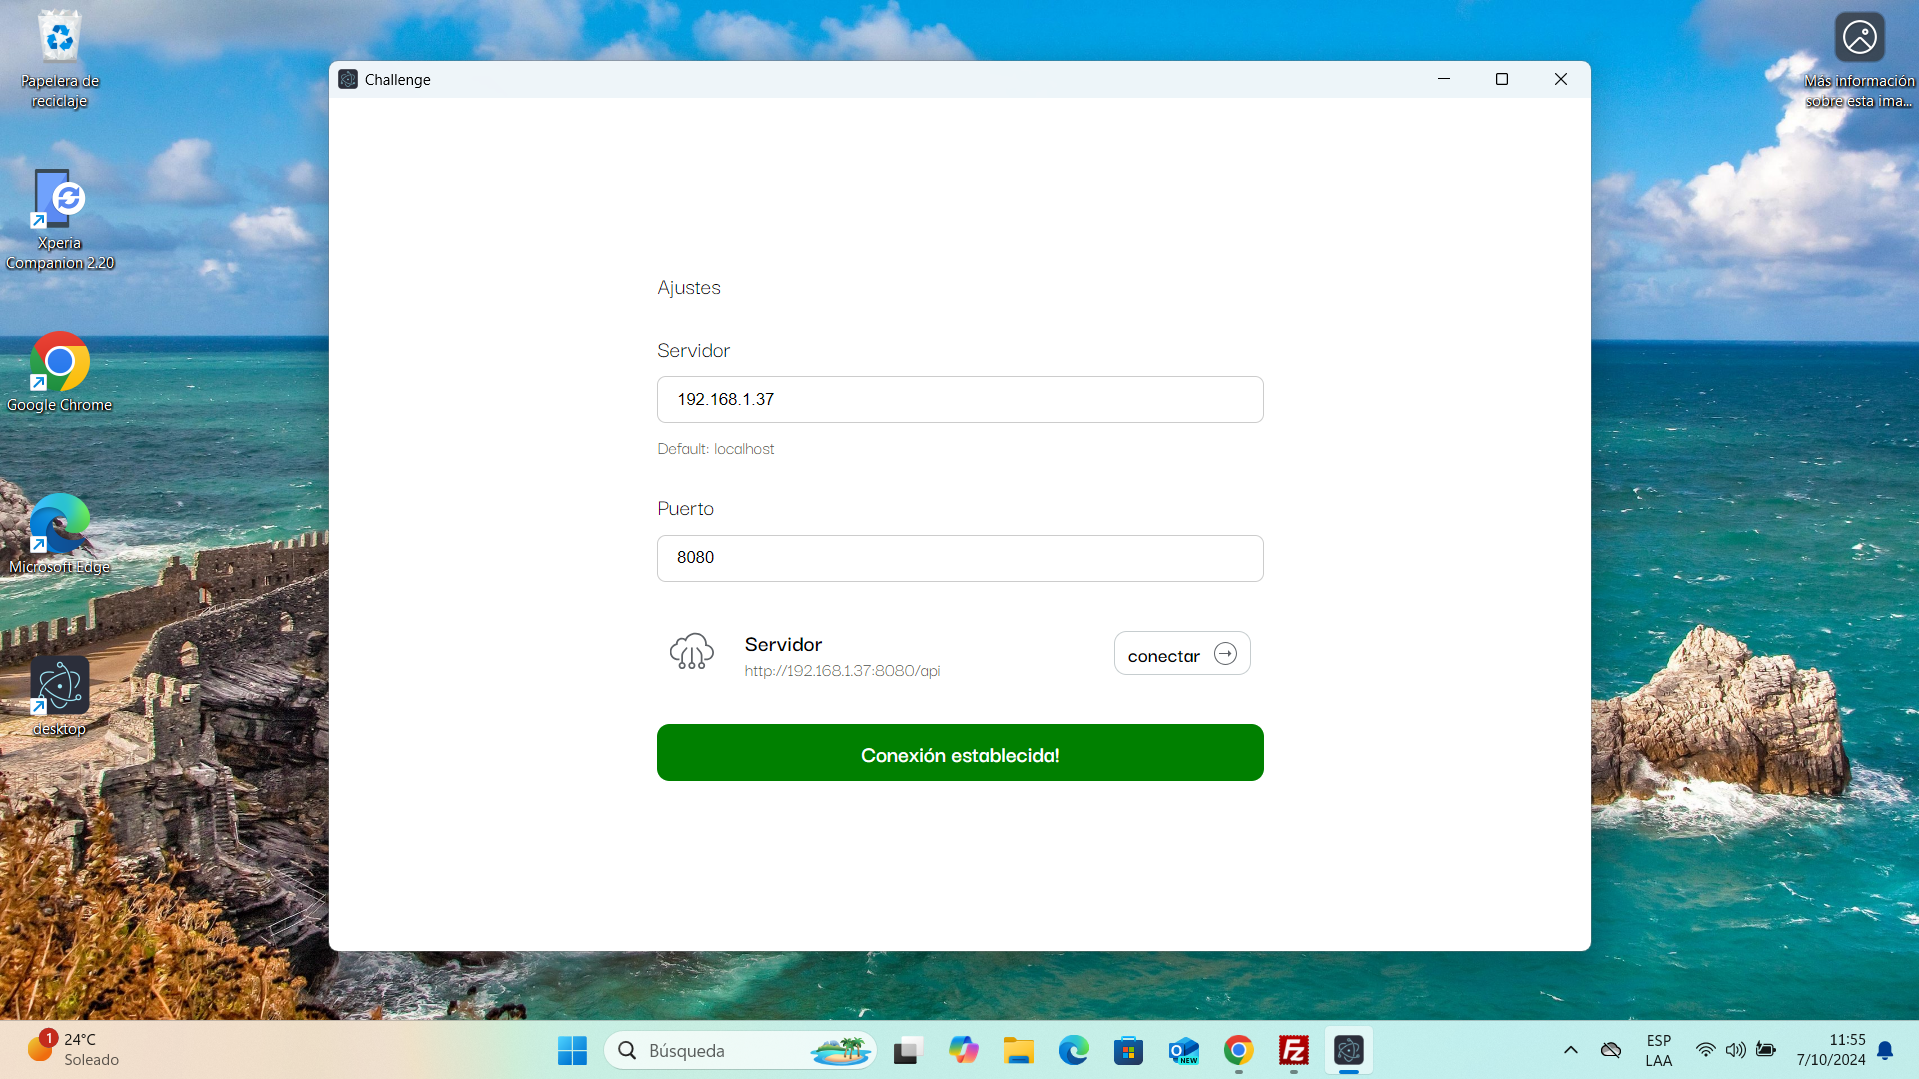 Papelera de
reciclaje
Xperia
Companion 2.20
Google Chrome
Microsoft Edge
desktop
Más información
sobre esta ima...
Challenge
Ajustes
Servidor
192.168.1.37
Default: localhost
Puerto
8080
Servidor
http://192.168.1.37:8080/api
conectar
Conexión establecida!
1
24°C
Soleado
Búsqueda
NEW
ESP
LAA
11:55
7/10/2024